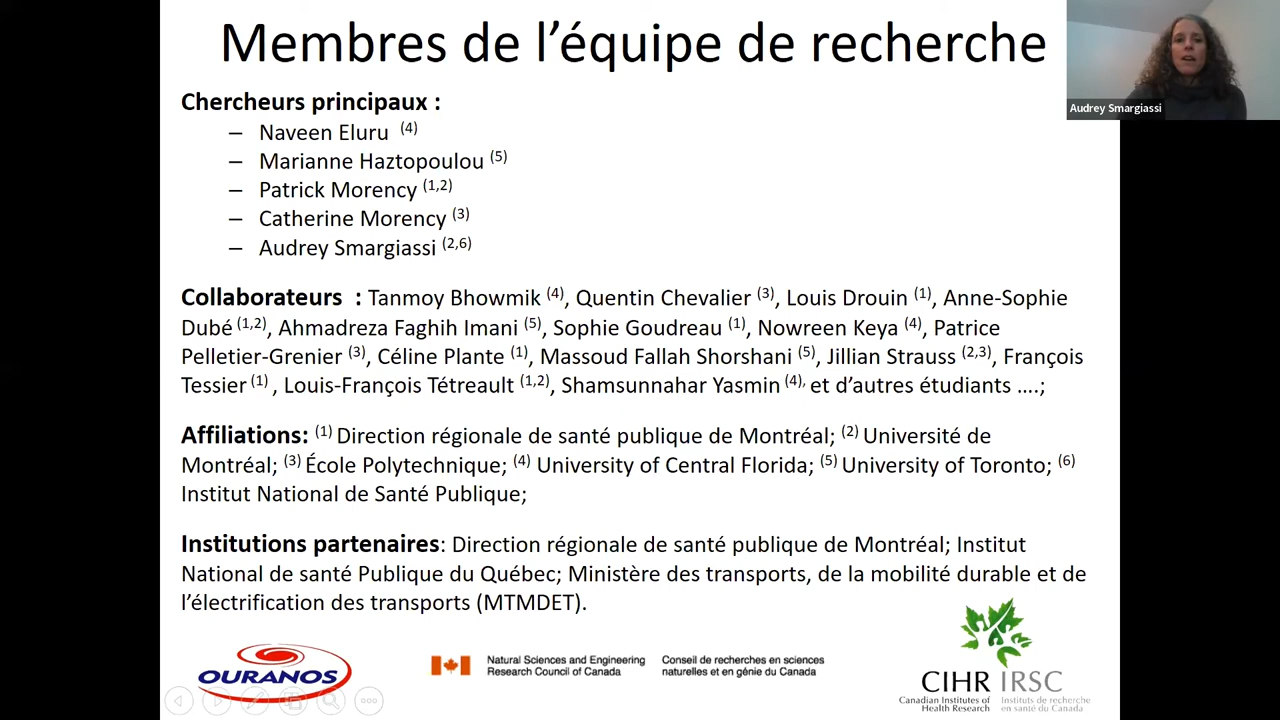 Membres de l’équipe de recherche
Audrey Smargiassi
Chercheurs principaux :
– Naveen Eluru (4)
– Marianne Haztopoulou (5)
– Patrick Morency (1,2)
– Catherine Morency (3)
– Audrey Smargiassi (2,6)
Collaborateurs : Tanmoy Bhowmik (4), Quentin Chevalier (3), Louis Drouin (1), Anne-Sophie
Dubé (1,2), Ahmadreza Faghih Imani (5), Sophie Goudreau (1), Nowreen Keya (4), Patrice
Pelletier-Grenier (3), Céline Plante (1), Massoud Fallah Shorshani (5), Jillian Strauss (2,3), François
Tessier (1) , Louis-François Tétreault (1,2), Shamsunnahar Yasmin (4), et d’autres étudiants ….;
Affiliations: (1) Direction régionale de santé publique de Montréal; (2) Université de
Montréal; (3) École Polytechnique; (4) University of Central Florida; (5) University of Toronto; (6)
Institut National de Santé Publique;
Institutions partenaires: Direction régionale de santé publique de Montréal; Institut
National de santé Publique du Québec; Ministère des transports, de la mobilité durable et de
l’électrification des transports (MTMDET).
OURANOS
Natural Sciences and Engineering
Research Council of Canada
Conseil de recherches en sciences
naturelles et en génie du Canada
CIHR IRSC
Canadian Institutes of
Health Research
Instituts de recherche
en santé du Canada